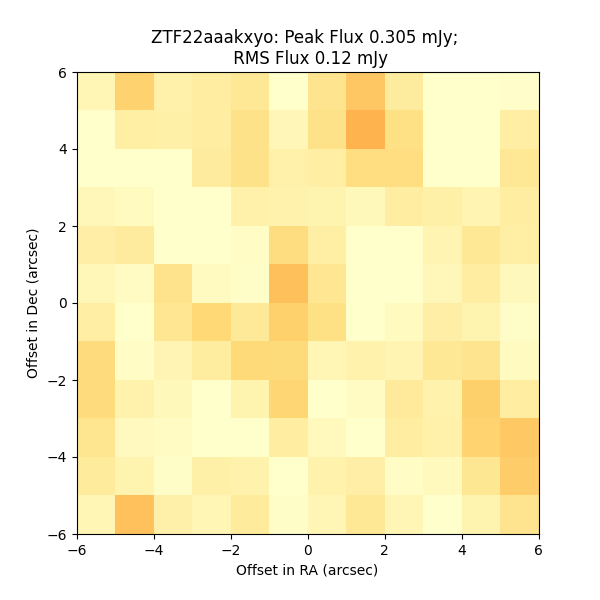 ZTF22aaakxyo: Peak Flux 0.305 mJy;
RMS Flux 0.12 mJy
6
4
2
0
−2
−4
−6
Offset in Dec (arcsec)
−6 −4 −2 0 2 4 6
Offset in RA (arcsec)